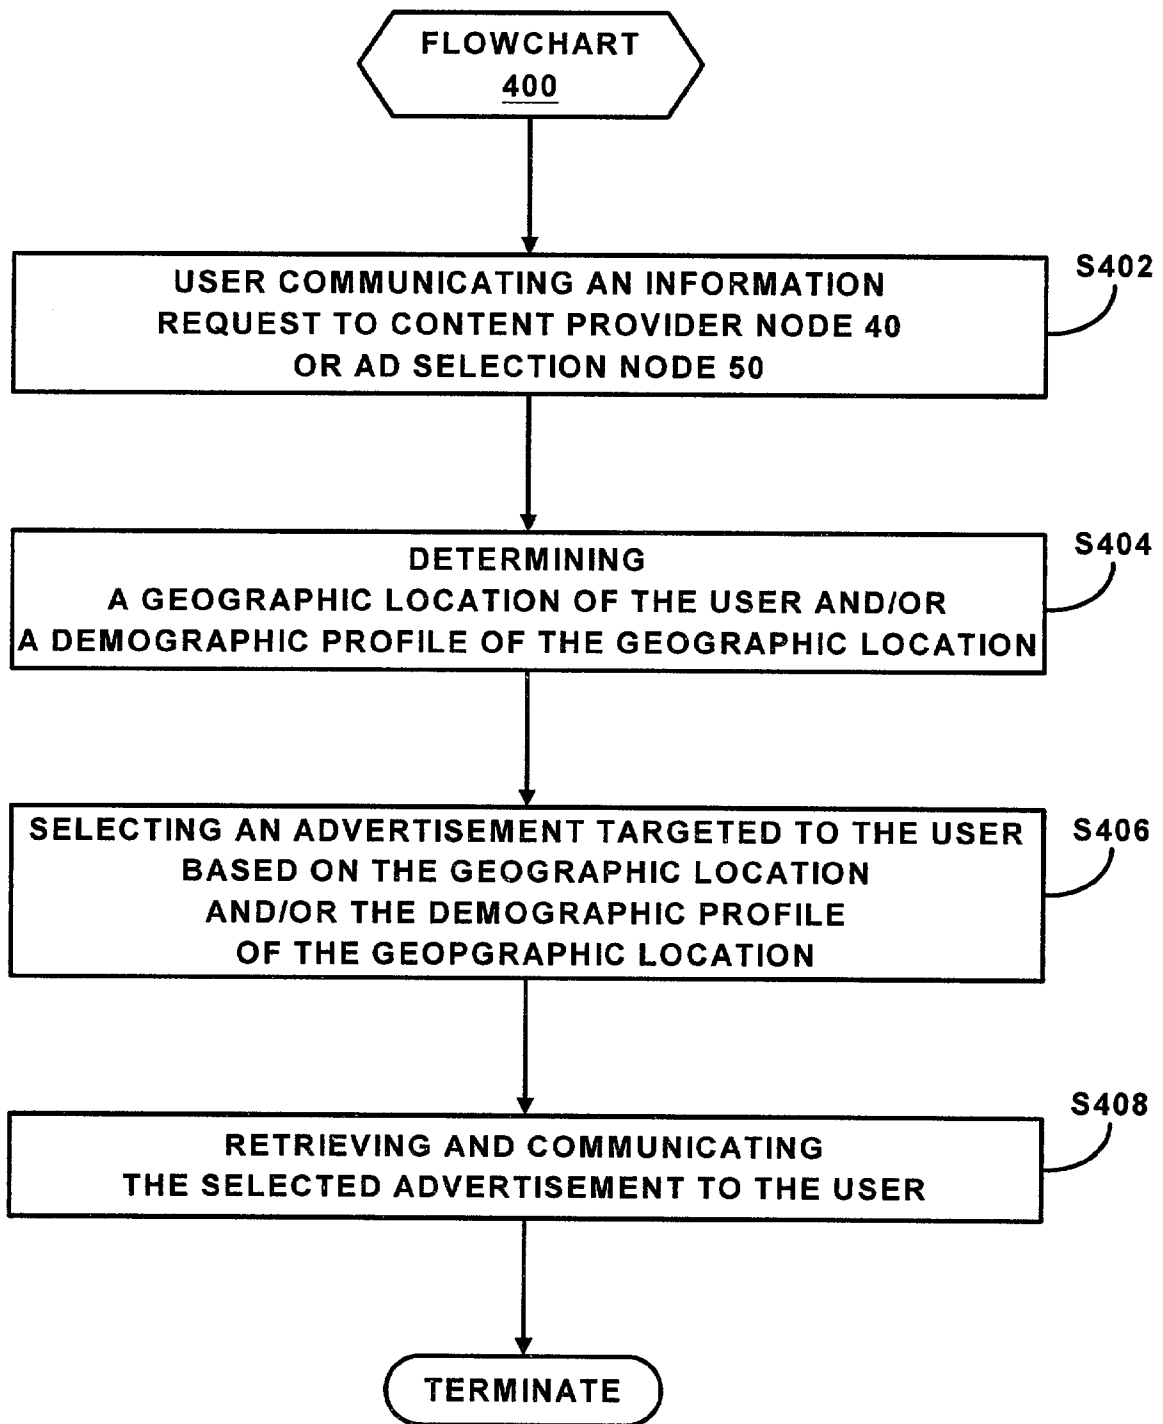 FLOWCHART
400
USER COMMUNICATING AN INFORMATION
REQUEST TO CONTENT PROVIDER NODE 40
OR AD SELECTION NODE 50
S402
DETERMINING
A GEOGRAPHIC LOCATION OF THE USER AND/OR
A DEMOGRAPHIC PROFILE OF THE GEOGRAPHIC LOCATION
S404
SELECTING AN ADVERTISEMENT TARGETED TO THE USER
BASED ON THE GEOGRAPHIC LOCATION
AND/OR THE DEMOGRAPHIC PROFILE
OF THE GEOPGRAPHIC LOCATION
S406
RETRIEVING AND COMMUNICATING
THE SELECTED ADVERTISEMENT TO THE USER
S408
TERMINATE